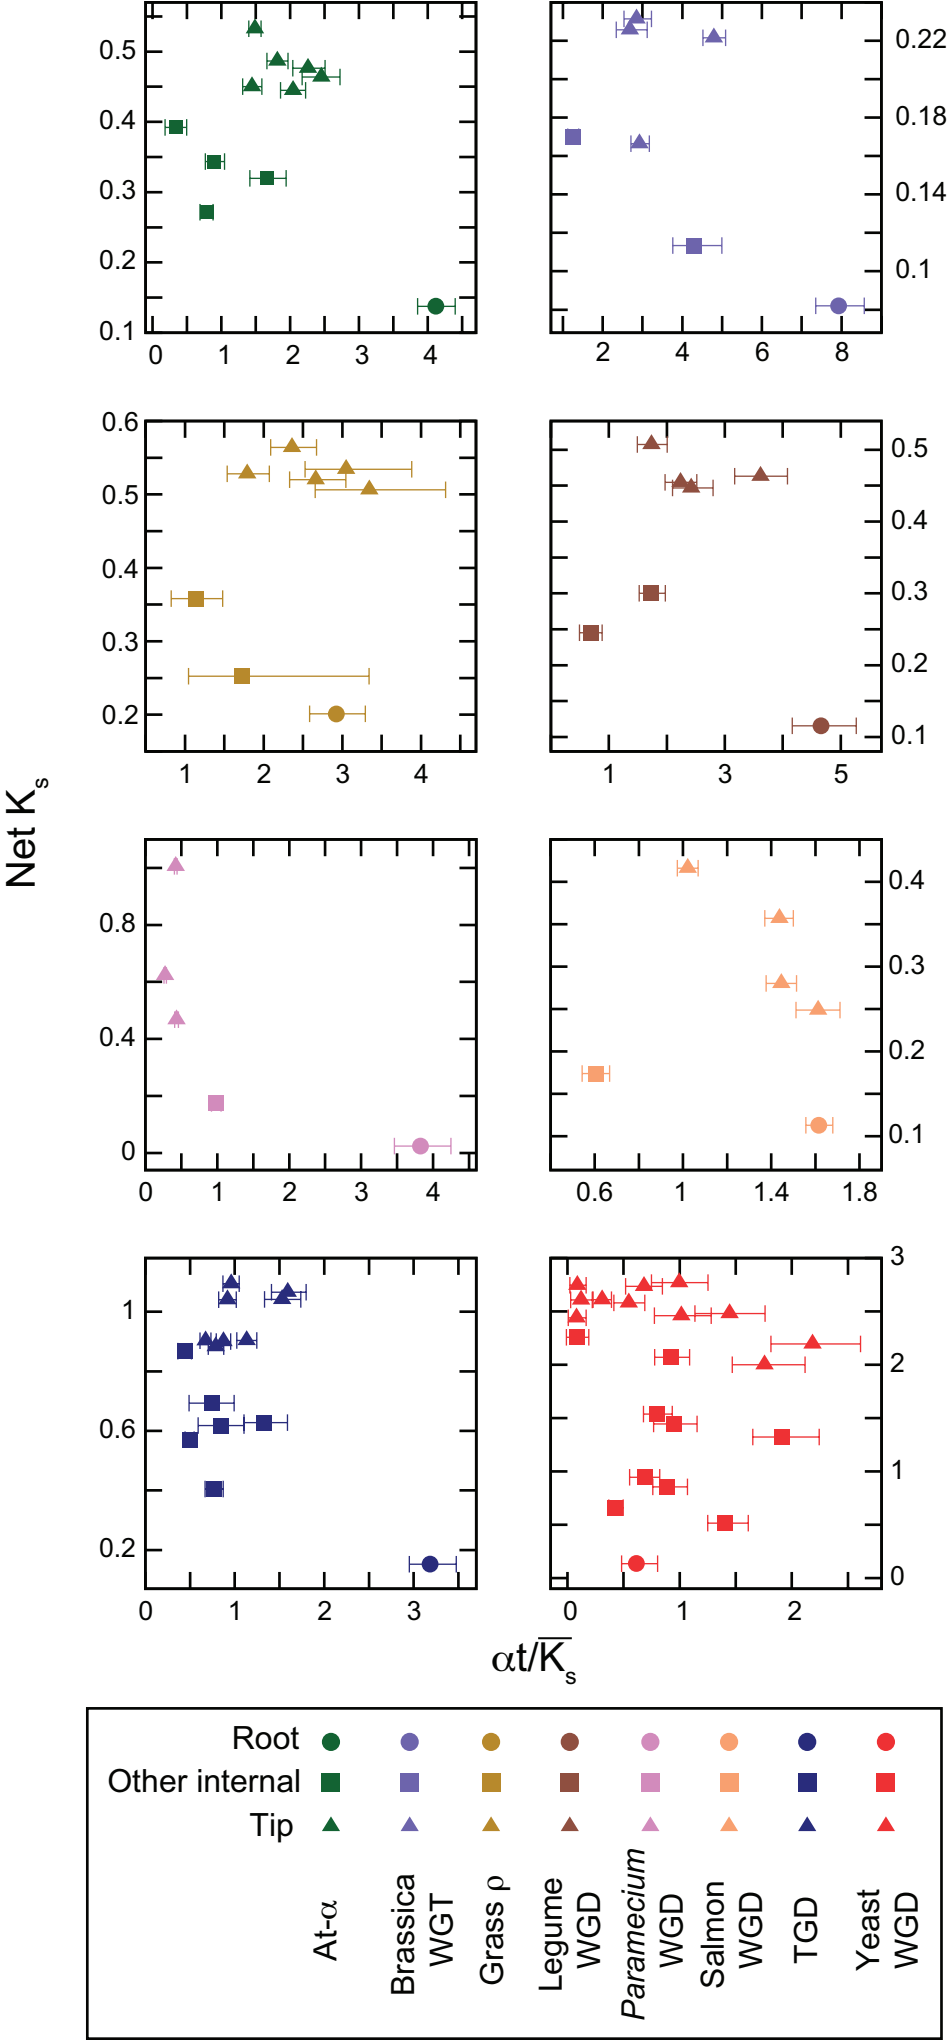 0.5
0.4
0.3
0.2
0.1
0 1 2 3 4
0.22
0.18
0.14
0.1
2 4 6 8
0.6
0.5
0.4
0.3
0.2
1 2 3 4
0.5
0.4
0.3
0.2
0.1
1 3 5
Net Ks
0.8
0.4
0
0 1 2 3 4
0.4
0.3
0.2
0.1
0.6 1 1.4 1.8
1
0.6
0.2
0 1 2 3
3
2
1
0
0 1 2
αt/K̅s
Root
Other internal
Tip
At-α
Brassica
WGT
Grass ρ
Legume
WGD
Paramecium
WGD
Salmon
WGD
TGD
Yeast
WGD